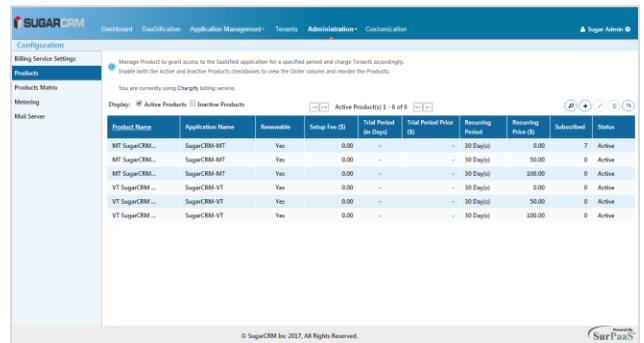 SUGARCRM
Dashboard SaaSification Application Management Tenants Administration Customization Sugar Admin
Configuration
Billing Service Settings
Products
Products Matrix
Metering
Mail Server
Manage Product to grant access to the SaaSified application for a specified period and charge Tenants accordingly.
Enable both the Active and Inactive Products checkboxes to view the Order column and reorder the Products.
You are currently using Chargify billing service.
Display: Active Products Inactive Products Active Product(s) 1 - 6 of 6
Product Name Application Name Renewable Setup Fee ($) Trial Period (in Days) Trial Period Price ($) Recurring Period Recurring Price ($) Subscribed Status
MT SugarCRM... SugarCRM-MT Yes 0.00 - - 30 Day(s) 0.00 7 Active
MT SugarCRM... SugarCRM-MT Yes 0.00 - - 30 Day(s) 50.00 0 Active
MT SugarCRM... SugarCRM-MT Yes 0.00 - - 30 Day(s) 100.00 0 Active
VT SugarCRM ... SugarCRM-VT Yes 0.00 - - 30 Day(s) 0.00 0 Active
VT SugarCRM ... SugarCRM-VT Yes 0.00 - - 30 Day(s) 50.00 0 Active
VT SugarCRM ... SugarCRM-VT Yes 0.00 - - 30 Day(s) 100.00 0 Active
© SugarCRM Inc 2017, All Rights Reserved.
Powered By
SurPaaS